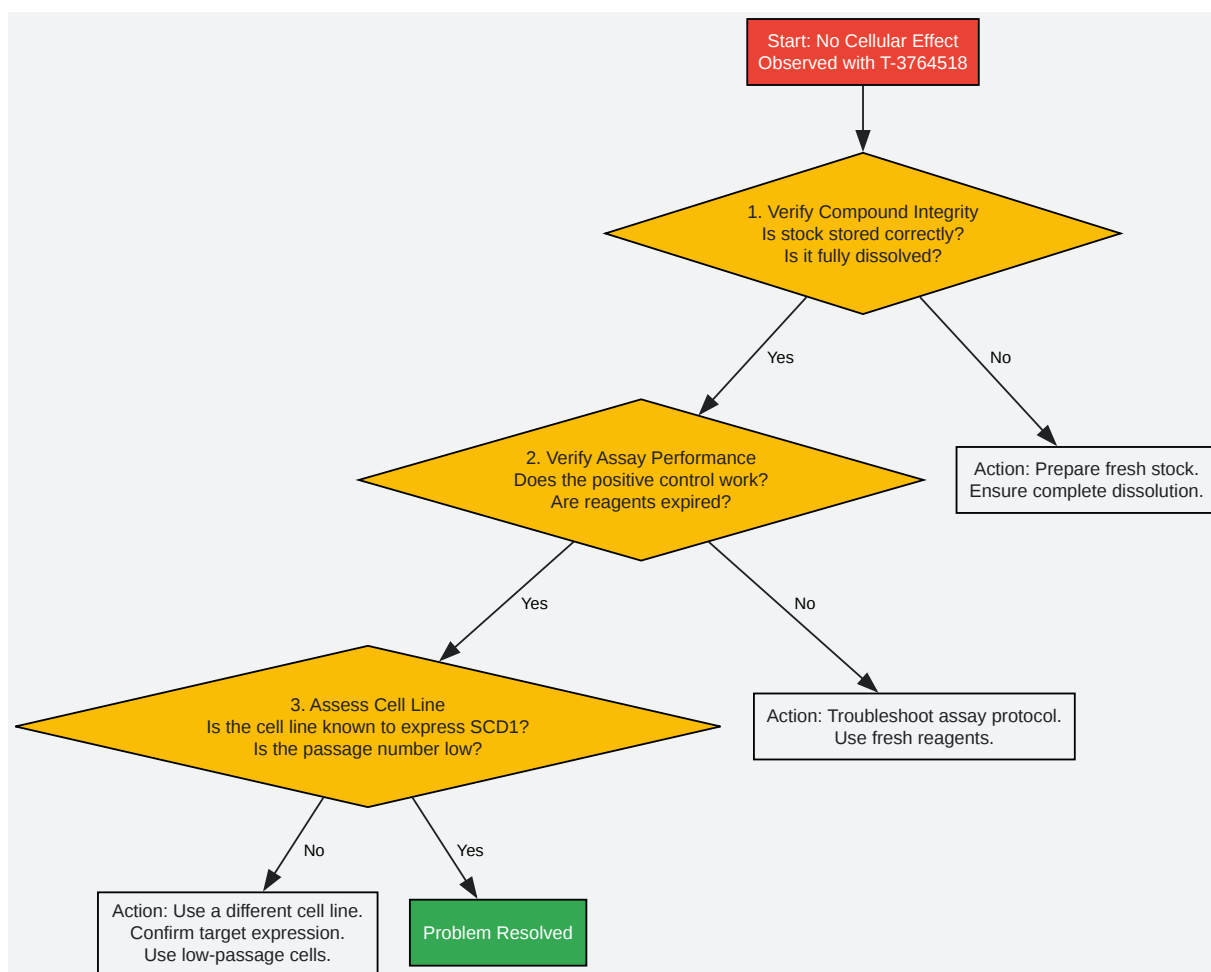 Start: No Cellular Effect
Observed with T-3764518
1. Verify Compound Integrity
Is stock stored correctly?
Is it fully dissolved?
Yes
No
2. Verify Assay Performance
Does the positive control work?
Are reagents expired?
Action: Prepare fresh stock.
Ensure complete dissolution.
Yes
No
3. Assess Cell Line
Is the cell line known to express SCD1?
Is the passage number low?
Action: Troubleshoot assay protocol.
Use fresh reagents.
No
Yes
Action: Use a different cell line.
Confirm target expression.
Use low-passage cells.
Problem Resolved